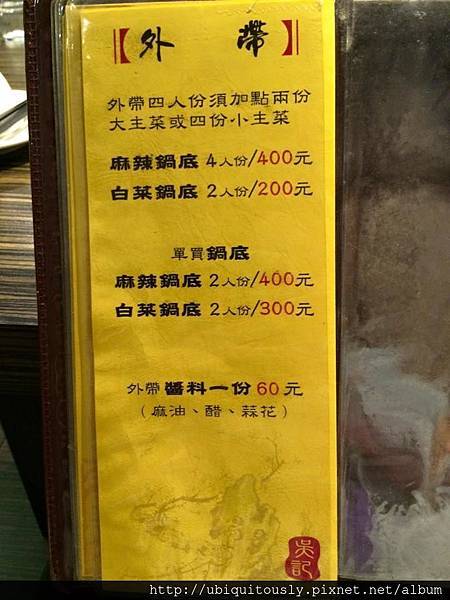 【外 帶】
外帶四人份須加點兩份
大主菜或四份小主菜
麻辣鍋底 4人份/400元
白菜鍋底 2人份/200元
單買鍋底
麻辣鍋底 2人份/400元
白菜鍋底 2人份/300元
外帶醬料一份60元
(麻油、醋、蒜花)
吳記
http://ubiquitously.pixnet.net/album